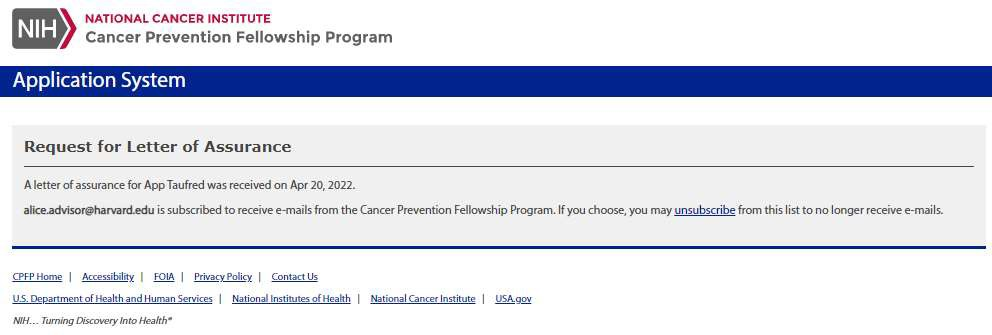 NIH NATIONAL CANCER INSTITUTE
Cancer Prevention Fellowship Program
Application System
Request for Letter of Assurance
A letter of assurance for App Taufred was received on Apr 20, 2022.
alice.advisor@harvard.edu is subscribed to receive e-mails from the Cancer Prevention Fellowship Program. If you choose, you may unsubscribe from this list to no longer receive e-mails.
CPFP Home | Accessibility | FOIA | Privacy Policy | Contact Us
U.S. Department of Health and Human Services | National Institutes of Health | National Cancer Institute | USA.gov
NIH… Turning Discovery Into Health®